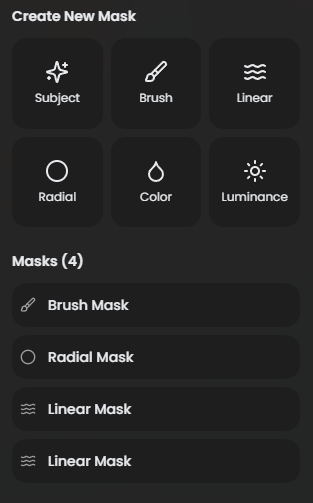 Create New Mask
Subject Brush Linear
Radial Color Luminance
Masks (4)
Brush Mask
Radial Mask
Linear Mask
Linear Mask